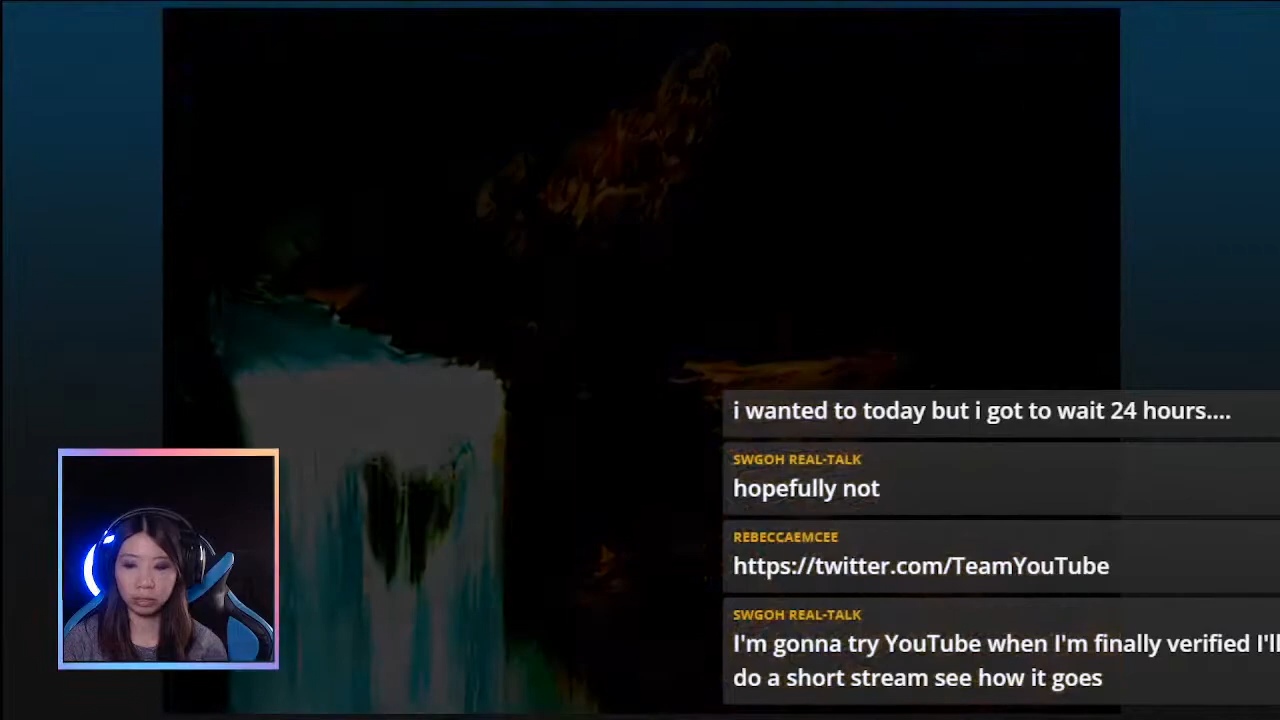 i wanted to today but i got to wait 24 hours....
SWGOH REAL-TALK
hopefully not
REBECCAEMCEE
https://twitter.com/TeamYouTube
SWGOH REAL-TALK
I'm gonna try YouTube when I'm finally verified I'll
do a short stream see how it goes